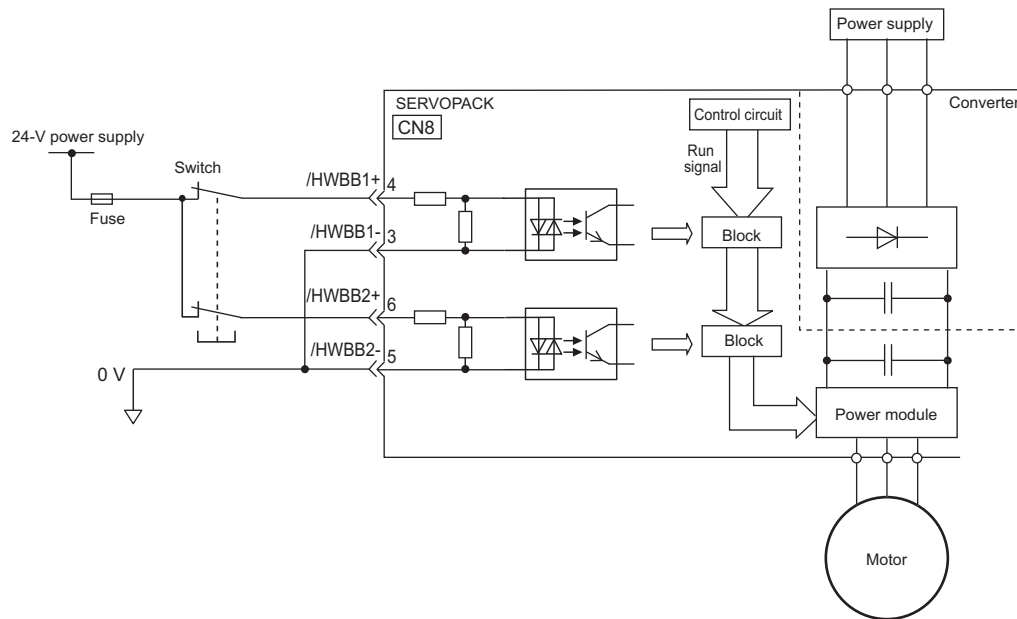 Power supply
SERVOPACK
Converter
CN8
Control circuit
24-V power supply
Run
signal
Switch
/HWBB1+
4
Fuse
/HWBB1-
3
Block
/HWBB2+
6
Block
/HWBB2-
5
0 V
Power module
Motor